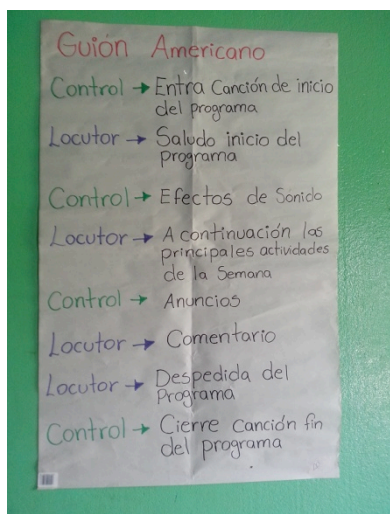 Guión Americano
Control → Entra Canción de inicio
del programa
Locutor → Saludo inicio del
programa
Control → Efectos de Sonido
Locutor → A continuación las
principales actividades
de la Semana
Control → Anuncios
Locutor → Comentario
Locutor → Despedida del
Programa
Control → Cierre Canción fin
del programa